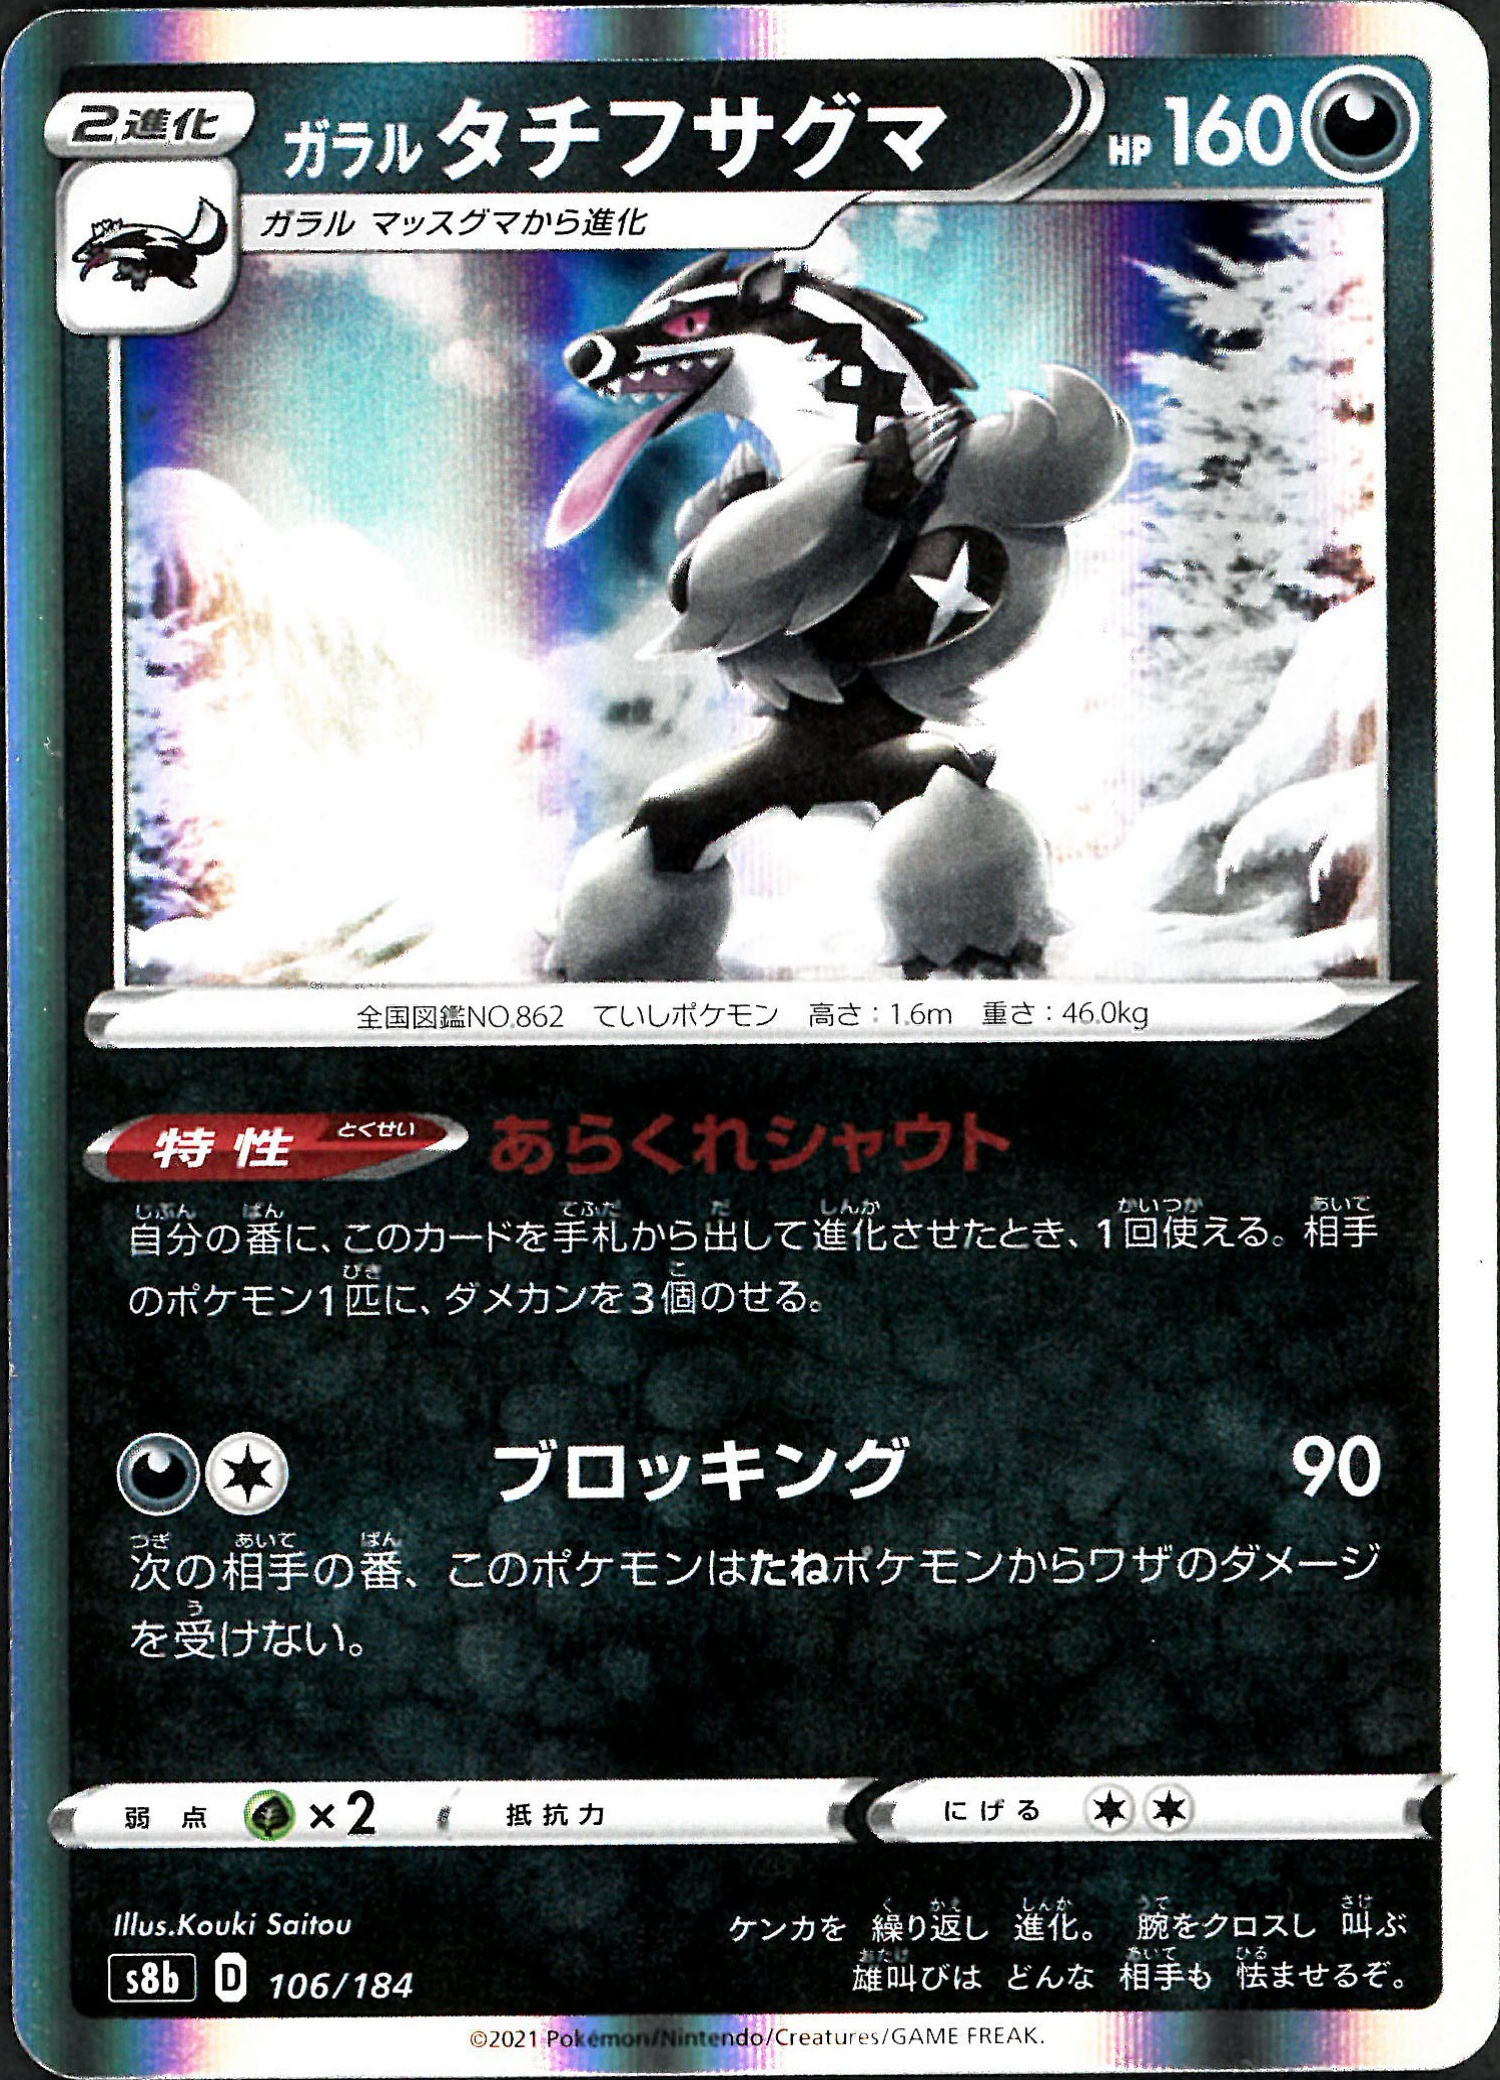 2進化
ガラル タチフサグマ
HP 160
ガラル マッスグマから進化
全国図鑑NO.862 ていしポケモン 高さ：1.6m 重さ：46.0kg
特性 とくせい あらくれシャウト
自分の番に、このカードを手札から出して進化させたとき、1回使える。相手
のポケモン1匹に、ダメカンを3個のせる。
ブロッキング 90
次の相手の番、このポケモンはたねポケモンからワザのダメージ
を受けない。
弱点 ×2 抵抗力 にげる
Illus.Kouki Saitou
ケンカを 繰り返し 進化。 腕をクロスし 叫ぶ
雄叫びは どんな 相手も 怯ませるぞ。
s8b D 106/184
©2021 Pokémon/Nintendo/Creatures/GAME FREAK.